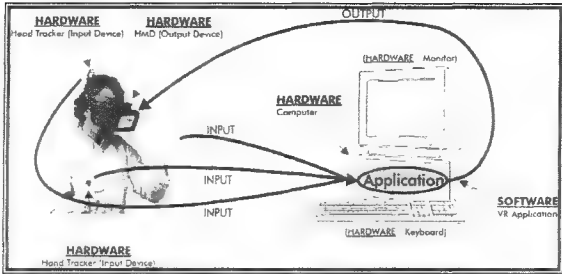 HARDWARE
Head Tracker (Input Device)
HARDWARE
HMD (Output Device)
OUTPUT
(HARDWARE Monitor)
HARDWARE
Computer
INPUT
INPUT
Application
INPUT
SOFTWARE
VR Application
(HARDWARE Keyboard)
HARDWARE
Hand Tracker (Input Device)